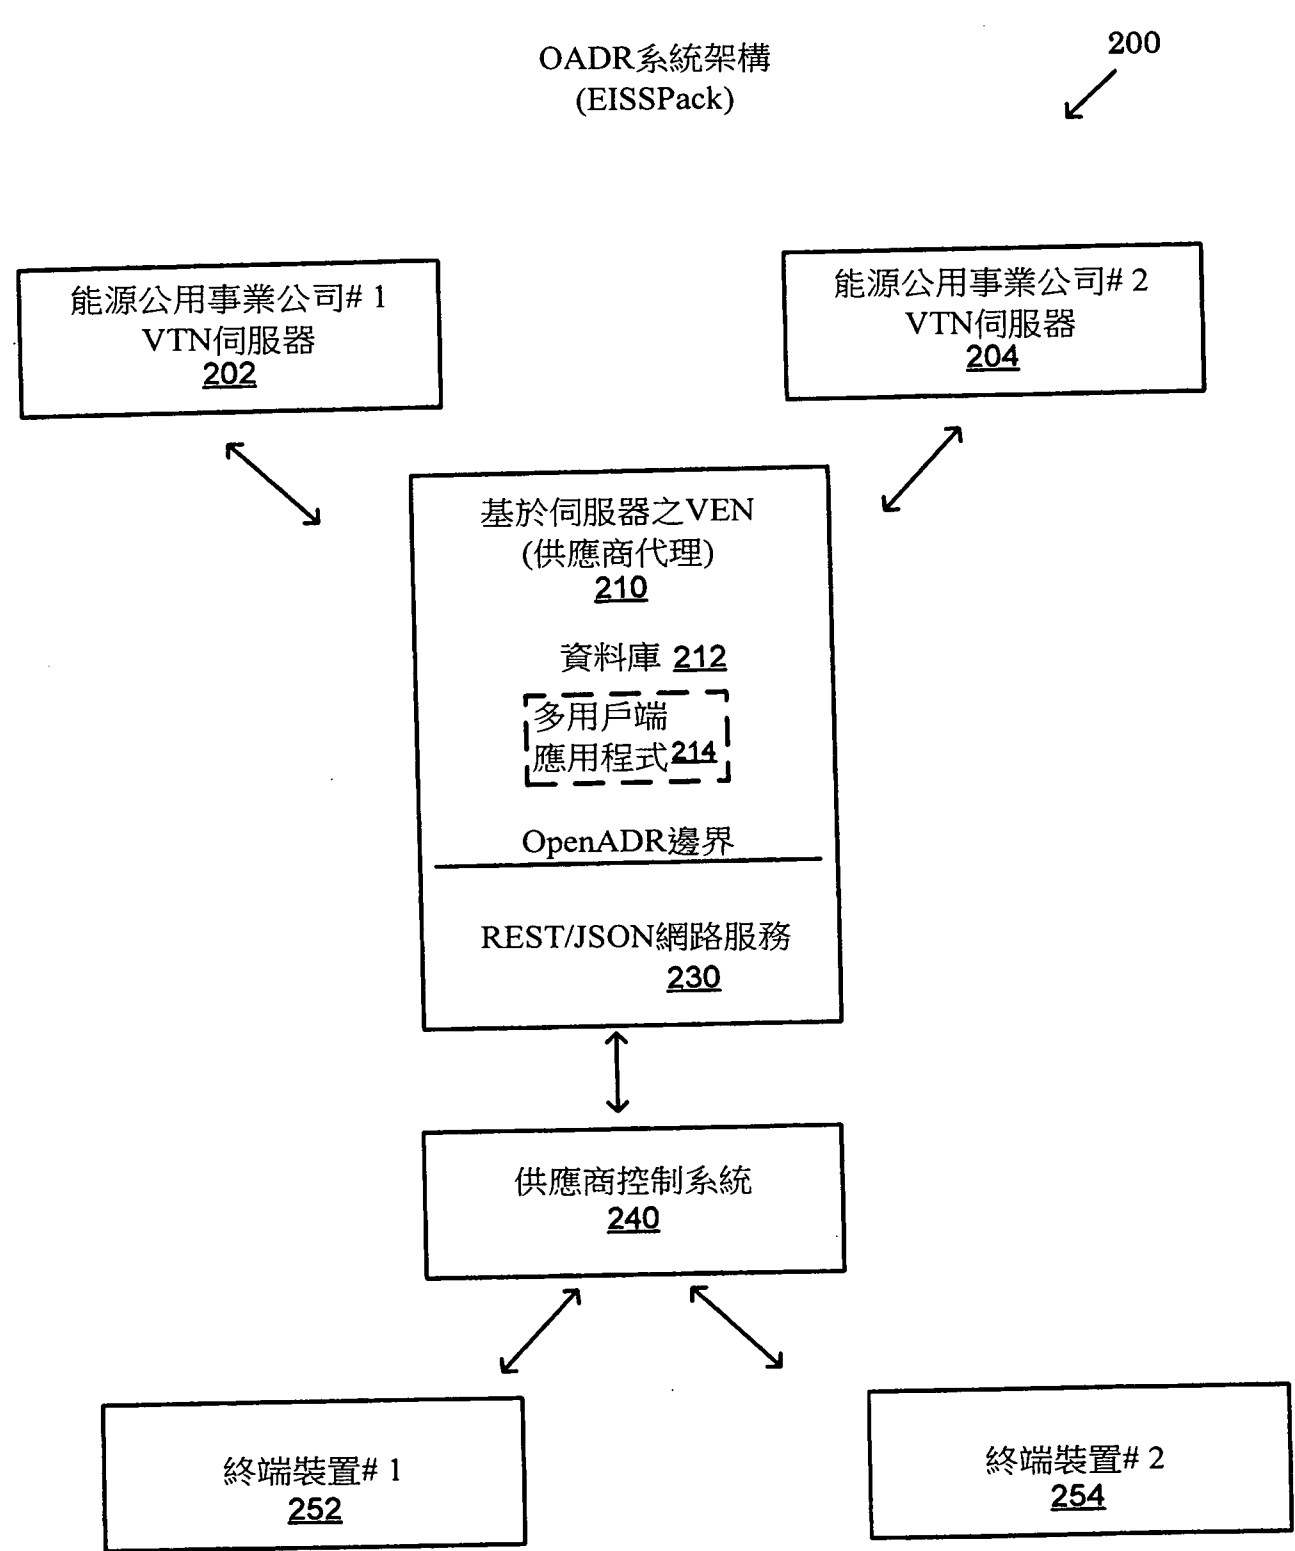 OADR系統架構
(EISSPack)
200
能源公用事業公司# 1
VTN伺服器
202
能源公用事業公司# 2
VTN伺服器
204
基於伺服器之VEN
(供應商代理)
210
資料庫 212
多用戶端
應用程式214
OpenADR邊界
REST/JSON網路服務
230
供應商控制系統
240
終端裝置# 1
252
終端裝置# 2
254